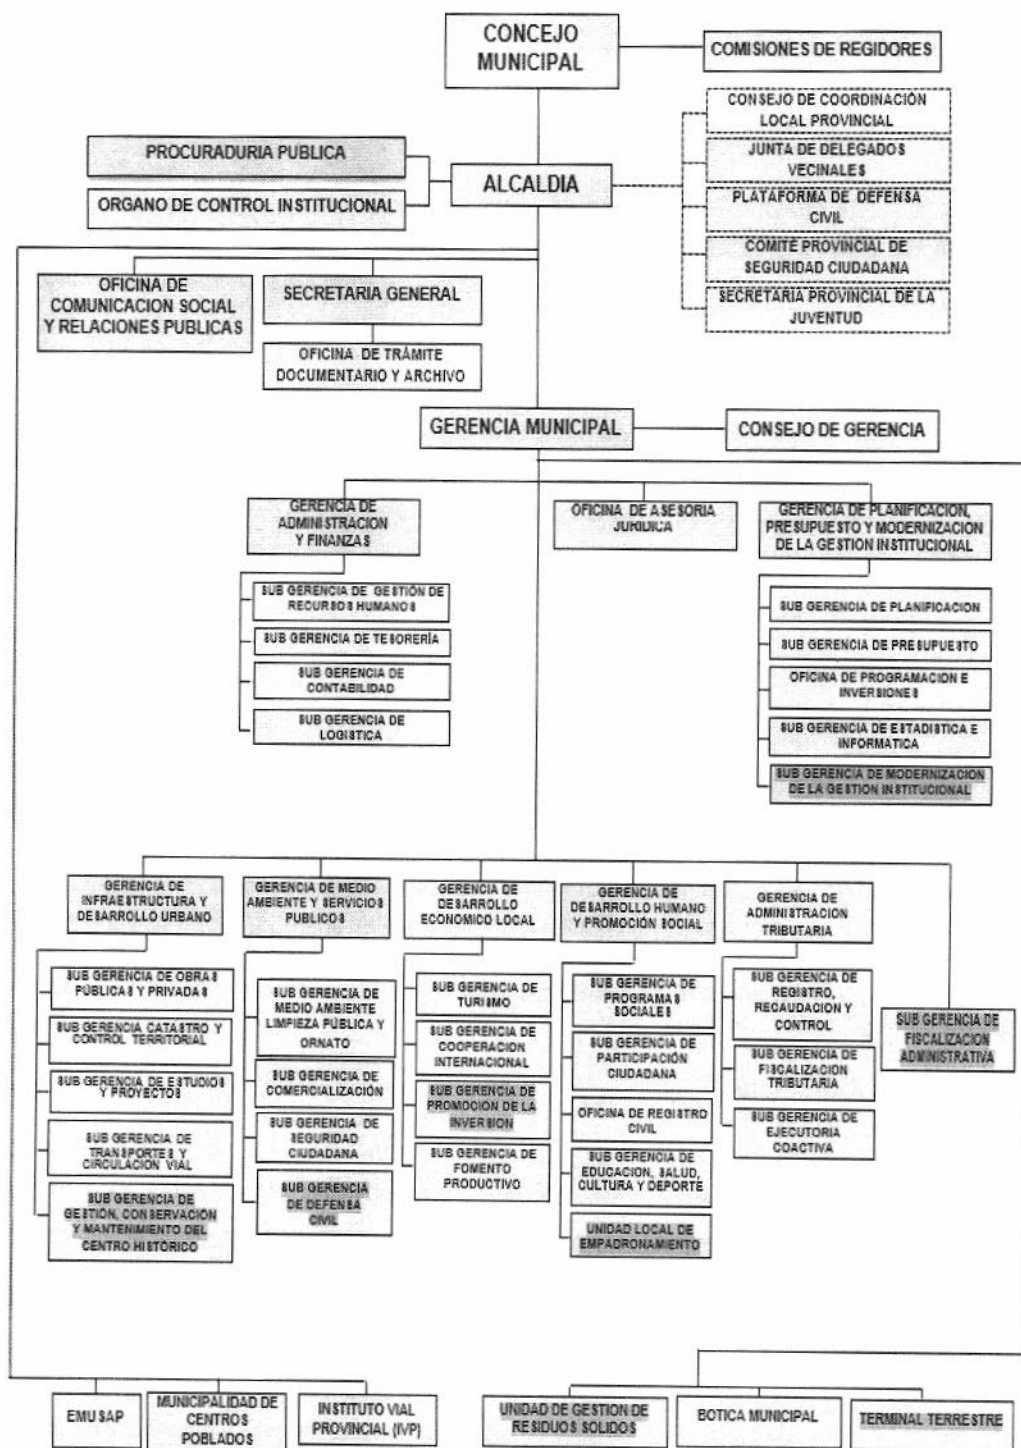 CONCEJO
MUNICIPAL
COMISIONES DE REGIDORES
CONSEJO DE COORDINACIÓN
LOCAL PROVINCIAL
JUNTA DE DELEGADOS
VECINALES
PLATAFORMA DE DEFENSA
CIVIL
COMITE PROVINCIAL DE
SEGURIDAD CIUDADANA
SECRETARIA PROVINCIAL DE LA
JUVENTUD
PROCURADURIA PUBLICA
ORGANO DE CONTROL INSTITUCIONAL
ALCALDIA
OFICINA DE
COMUNICACION SOCIAL
Y RELACIONES PUBLICAS
SECRETARIA GENERAL
OFICINA DE TRÁMITE
DOCUMENTARIO Y ARCHIVO
GERENCIA MUNICIPAL
CONSEJO DE GERENCIA
GERENCIA DE
ADMINISTRACION
Y FINANZAS
OFICINA DE ASESORIA
JURIDICA
GERENCIA DE PLANIFICACION,
PRESUPUESTO Y MODERNIZACION
DE LA GESTION INSTITUCIONAL
SUB GERENCIA DE GESTIÓN DE
RECURSOS HUMANOS
SUB GERENCIA DE TESORERÍA
SUB GERENCIA DE
CONTABILIDAD
SUB GERENCIA DE
LOGISTICA
SUB GERENCIA DE PLANIFICACION
SUB GERENCIA DE PRESUPUESTO
OFICINA DE PROGRAMACION E
INVERSIONES
SUB GERENCIA DE ESTADISTICA E
INFORMATICA
SUB GERENCIA DE MODERNIZACION
DE LA GESTION INSTITUCIONAL
GERENCIA DE
INFRAESTRUCTURA Y
DESARROLLO URBANO
GERENCIA DE MEDIO
AMBIENTE Y SERVICIOS
PUBLICOS
GERENCIA DE
DESARROLLO
ECONOMICO LOCAL
GERENCIA DE
DESARROLLO HUMANO
Y PROMOCIÓN SOCIAL
GERENCIA DE
ADMINISTRACION
TRIBUTARIA
SUB GERENCIA DE OBRAS
PÚBLICAS Y PRIVADAS
SUB GERENCIA CATASTRO Y
CONTROL TERRITORIAL
SUB GERENCIA DE ESTUDIOS
Y PROYECTOS
SUB GERENCIA DE
TRANSPORTES Y
CIRCULACION VIAL
SUB GERENCIA DE
GESTIÓN, CONSERVACIÓN
Y MANTENIMIENTO DEL
CENTRO HISTÓRICO
SUB GERENCIA DE
MEDIO AMBIENTE
LIMPIEZA PÚBLICA Y
ORNATO
SUB GERENCIA DE
COMERCIALIZACIÓN
SUB GERENCIA DE
SEGURIDAD
CIUDADANA
SUB GERENCIA
DE DEFENSA
CIVIL
SUB GERENCIA DE
TURISMO
SUB GERENCIA DE
COOPERACION
INTERNACIONAL
SUB GERENCIA DE
PROMOCION DE LA
INVERSION
SUB GERENCIA DE
FOMENTO
PRODUCTIVO
SUB GERENCIA DE
PROGRAMAS
SOCIALES
SUB GERENCIA DE
PARTICIPACIÓN
CIUDADANA
OFICINA DE REGISTRO
CIVIL
SUB GERENCIA DE
EDUCACION, SALUD,
CULTURA Y DEPORTE
UNIDAD LOCAL DE
EMPADRONAMIENTO
SUB GERENCIA DE
REGISTRO,
RECAUDACION Y
CONTROL
SUB GERENCIA DE
FISCALIZACION
TRIBUTARIA
SUB GERENCIA DE
EJECUTORIA
COACTIVA
SUB GERENCIA DE
FISCALIZACION
ADMINISTRATIVA
EMUSAP
MUNICIPALIDAD DE
CENTROS
POBLADOS
INSTITUTO VIAL
PROVINCIAL (IVP)
UNIDAD DE GESTION DE
RESIDUOS SOLIDOS
BOTICA MUNICIPAL
TERMINAL TERRESTRE